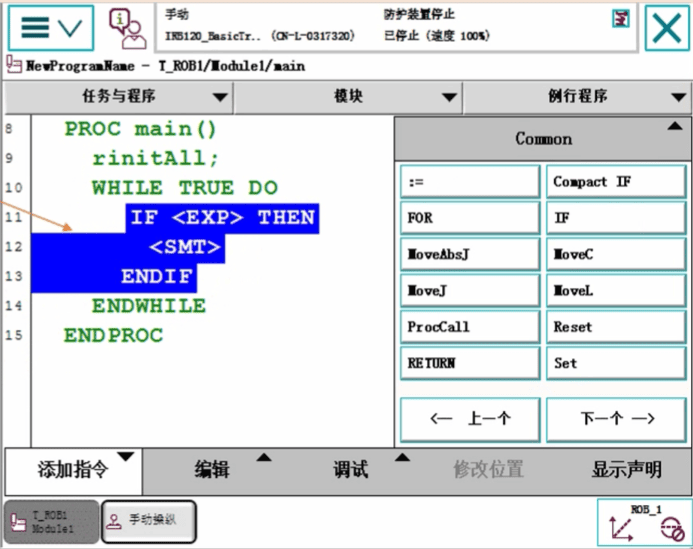 手动
防护装置停止
IRB120_BasicTr.. (CN-L-0317320)
已停止 (速度 100%)
NewProgramName - T_ROB1/Module1/main
任务与程序
模块
例行程序
8 PROC main()
9 rinitAll;
10 WHILE TRUE DO
11 IF <EXP> THEN
12 <SMT>
13 ENDIF
14 ENDWHILE
15 ENDPROC
Common
:= Compact IF
FOR IF
MoveAbsJ MoveC
MoveJ MoveL
ProcCall Reset
RETURN Set
<— 上一个 下一个 —>
添加指令 编辑 调试 修改位置 显示声明
T_ROB1
Module1
手动操纵
ROB_1